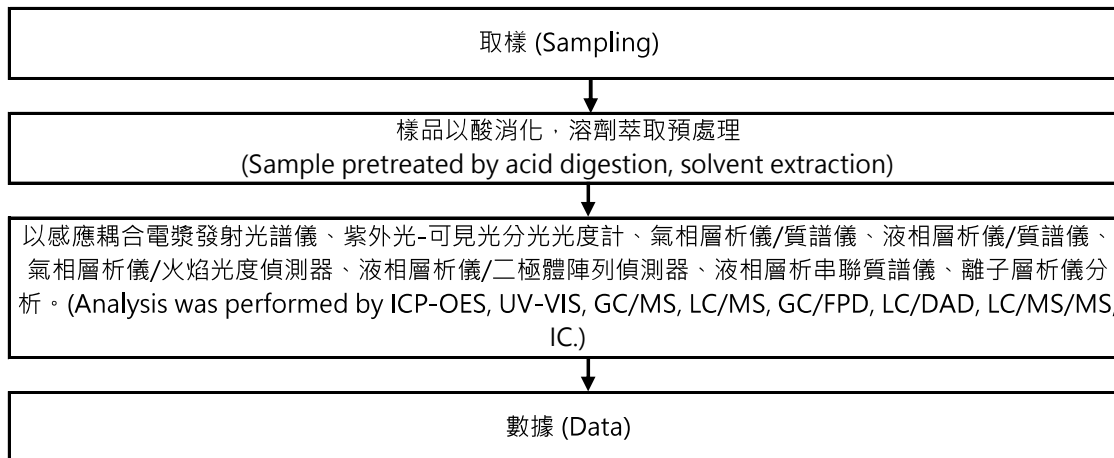 取樣 (Sampling)
樣品以酸消化，溶劑萃取預處理
(Sample pretreated by acid digestion, solvent extraction)
以感應耦合電漿發射光譜儀、紫外光-可見光分光光度計、氣相層析儀/質譜儀、液相層析儀/質譜儀、
氣相層析儀/火焰光度偵測器、液相層析儀/二極體陣列偵測器、液相層析串聯質譜儀、離子層析儀分
析。(Analysis was performed by ICP-OES, UV-VIS, GC/MS, LC/MS, GC/FPD, LC/DAD, LC/MS/MS,
IC.)
數據 (Data)